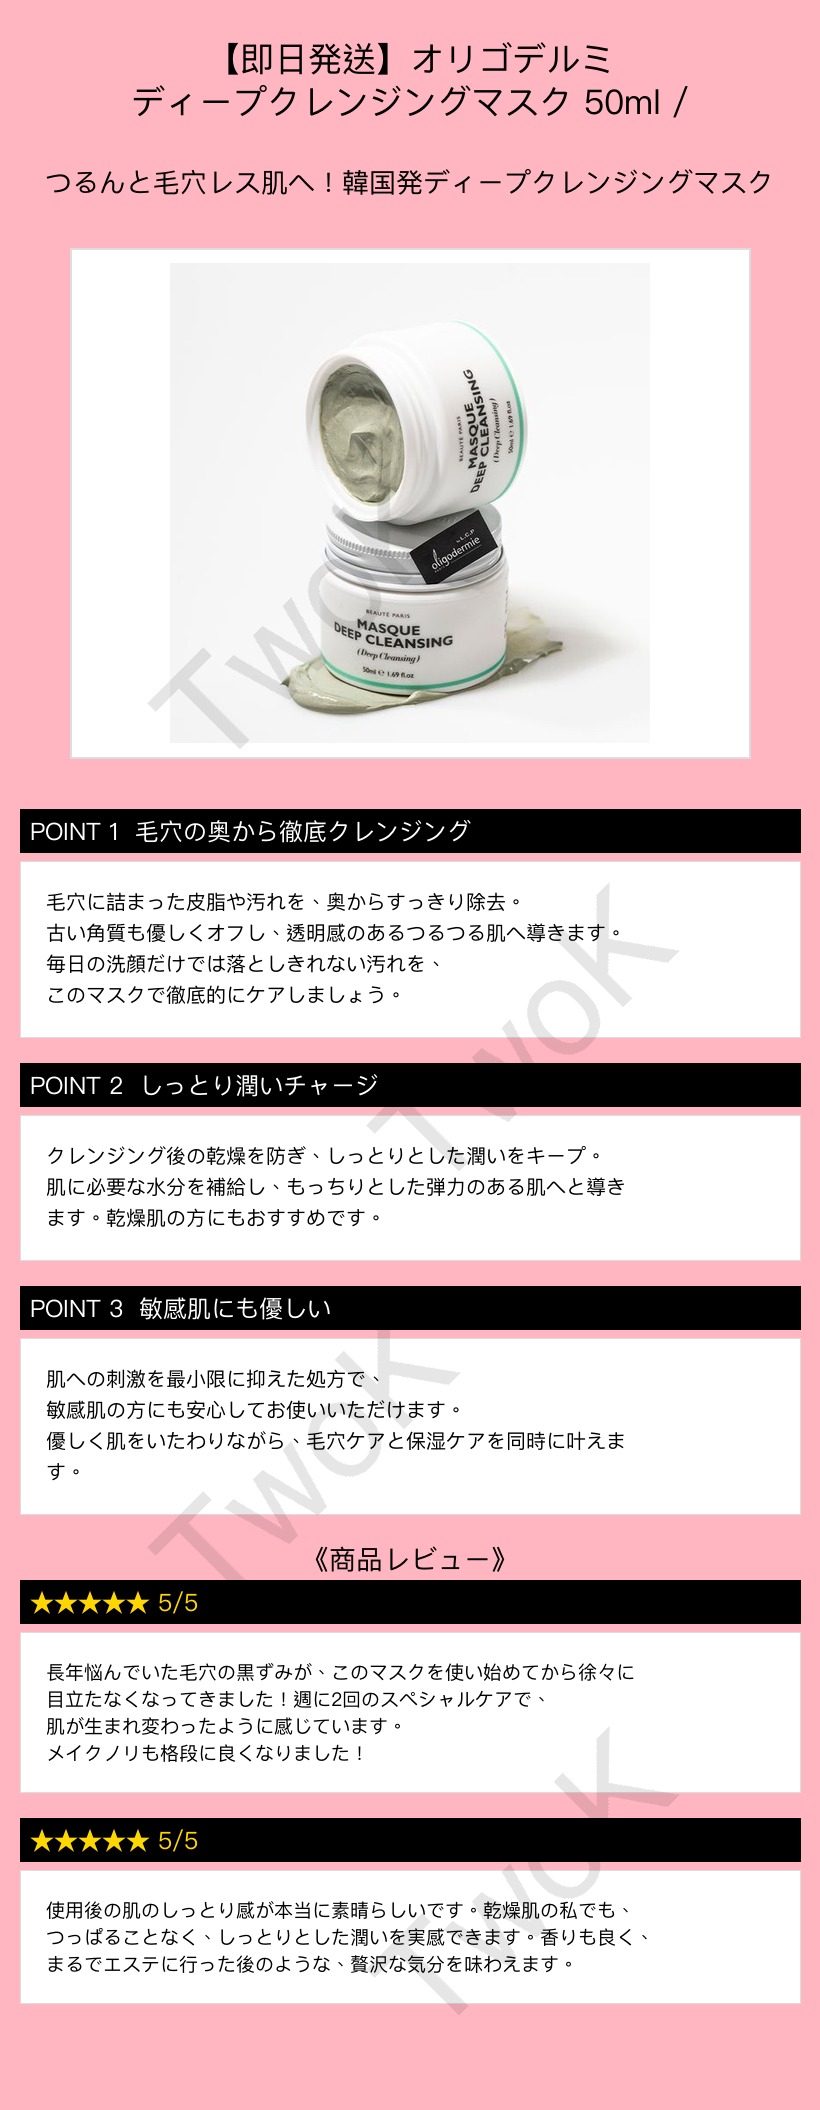 【即日発送】オリゴデルミ
ディープクレンジングマスク 50ml /
つるんと毛穴レス肌へ！韓国発ディープクレンジングマスク
BEAUTÉ PARIS
MASQUE
DEEP CLEANSING
(Deep Cleansing)
50ml ℮ 1.69 fl.oz
by L.C.P
oligodermie
BEAUTÉ PARIS
MASQUE
DEEP CLEANSING
(Deep Cleansing)
50ml ℮ 1.69 fl.oz
TwoK
POINT 1 毛穴の奥から徹底クレンジング
毛穴に詰まった皮脂や汚れを、奥からすっきり除去。
古い角質も優しくオフし、透明感のあるつるつる肌へ導きます。
毎日の洗顔だけでは落としきれない汚れを、
このマスクで徹底的にケアしましょう。
TwoK
POINT 2 しっとり潤いチャージ
クレンジング後の乾燥を防ぎ、しっとりとした潤いをキープ。
肌に必要な水分を補給し、もっちりとした弾力のある肌へと導き
ます。乾燥肌の方にもおすすめです。
POINT 3 敏感肌にも優しい
肌への刺激を最小限に抑えた処方で、
敏感肌の方にも安心してお使いいただけます。
優しく肌をいたわりながら、毛穴ケアと保湿ケアを同時に叶えま
す。
TwoK
《商品レビュー》
★★★★★ 5/5
長年悩んでいた毛穴の黒ずみが、このマスクを使い始めてから徐々に
目立たなくなってきました！週に2回のスペシャルケアで、
肌が生まれ変わったように感じています。
メイクノリも格段に良くなりました！
★★★★★ 5/5
使用後の肌のしっとり感が本当に素晴らしいです。乾燥肌の私でも、
つっぱることなく、しっとりとした潤いを実感できます。香りも良く、
まるでエステに行った後のような、贅沢な気分を味わえます。
TwoK